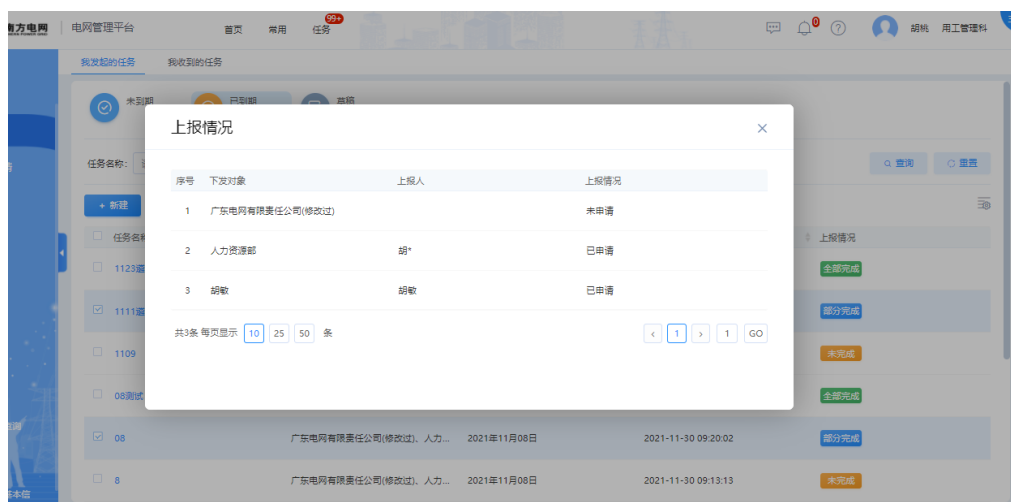 南方电网 电网管理平台 首页 常用 任务 99+ 0 胡桃 用工管理科
我发起的任务 我收到的任务
未到期 已到期 草稿
上报情况
任务名称: 查询 重置
序号 下发对象 上报人 上报情况
+ 新建
1 广东电网有限责任公司(修改过) 未申请
任务名称 上报情况
2 人力资源部 胡* 已申请
1123 全部完成
3 胡敏 胡敏 已申请
1111 部分完成
共3条 每页显示 10 25 50 条 1 1 GO
1109 未完成
08测试 全部完成
08 广东电网有限责任公司(修改过)、人力... 2021年11月08日 2021-11-30 09:20:02 部分完成
8 广东电网有限责任公司(修改过)、人力... 2021年11月08日 2021-11-30 09:13:13 未完成
基本信